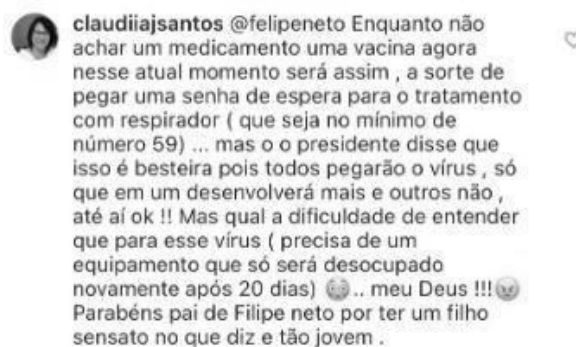 claudiiajsantos @felipeneto Enquanto não
achar um medicamento uma vacina agora
nesse atual momento será assim , a sorte de
pegar uma senha de espera para o tratamento
com respirador ( que seja no mínimo de
número 59) ... mas o o presidente disse que
isso é besteira pois todos pegarão o vírus , só
que em um desenvolverá mais e outros não ,
até aí ok !! Mas qual a dificuldade de entender
que para esse vírus ( precisa de um
equipamento que só será desocupado
novamente após 20 dias) 😳.. meu Deus !!!😠
Parabéns pai de Filipe neto por ter um filho
sensato no que diz e tão jovem .